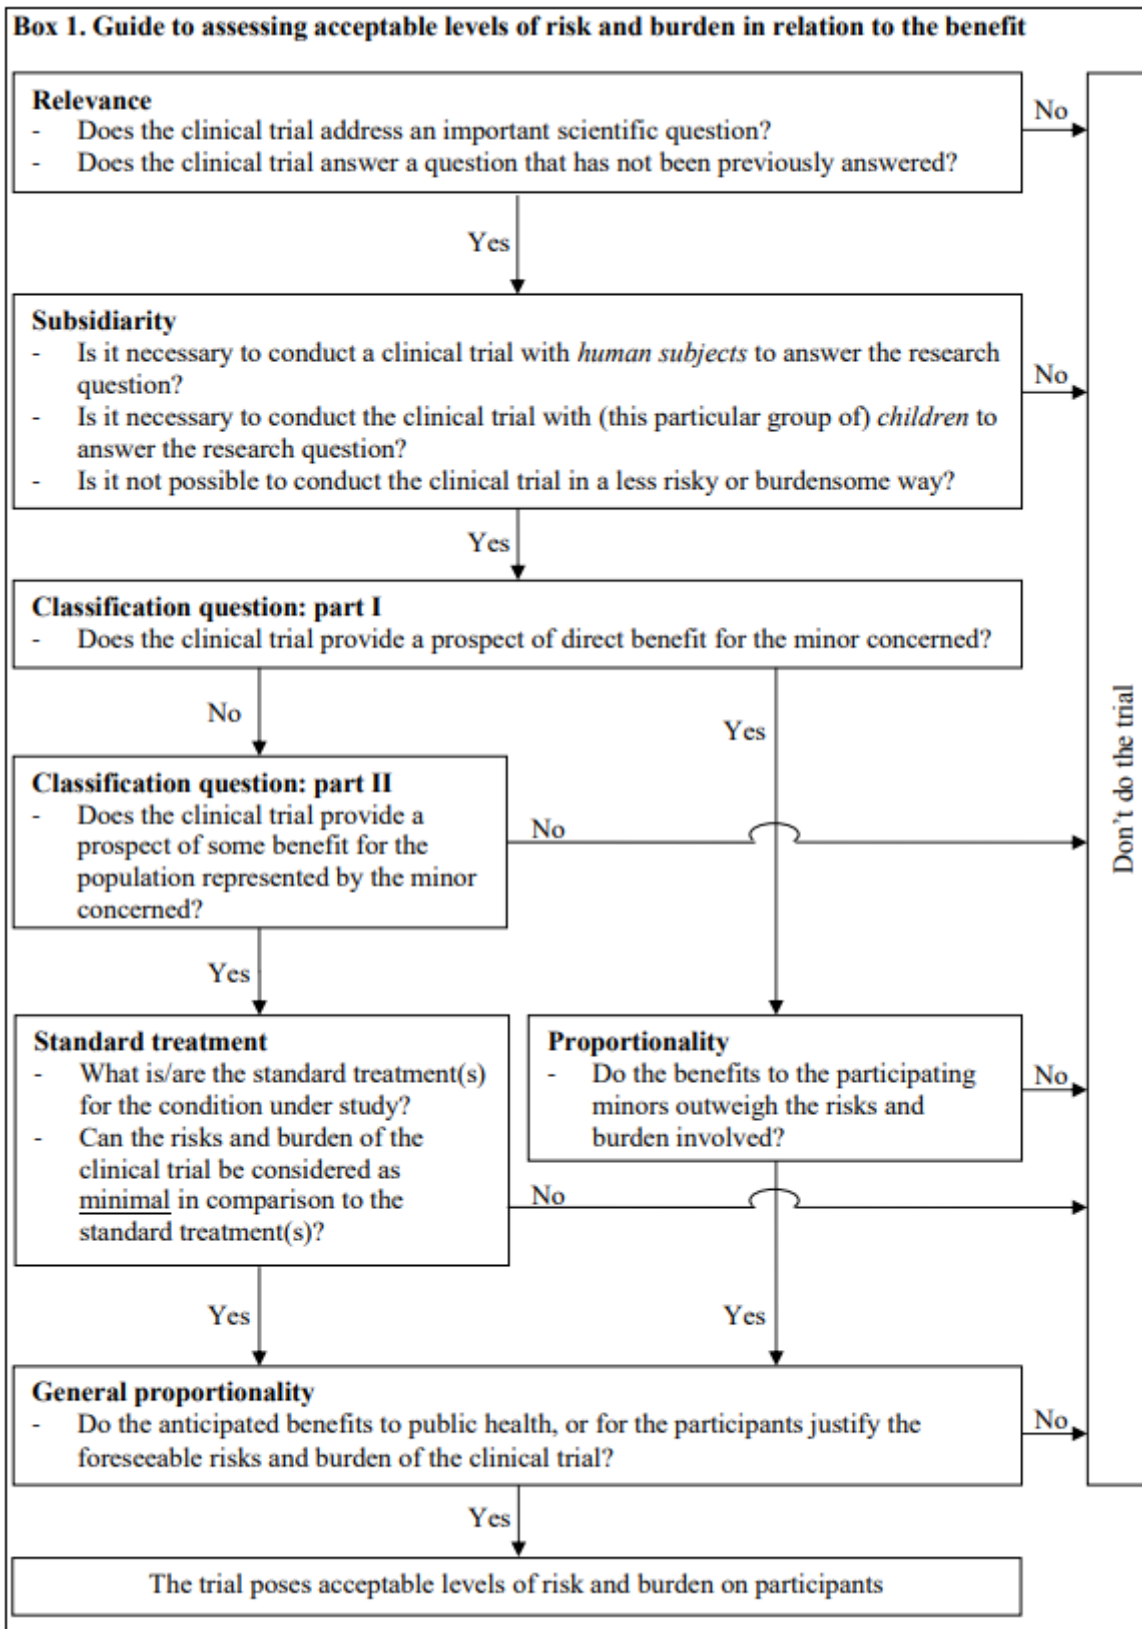 Box 1. Guide to assessing acceptable levels of risk and burden in relation to the benefit
Relevance
- Does the clinical trial address an important scientific question?
- Does the clinical trial answer a question that has not been previously answered?
No
Yes
Subsidiarity
- Is it necessary to conduct a clinical trial with human subjects to answer the research
question?
- Is it necessary to conduct the clinical trial with (this particular group of) children to
answer the research question?
- Is it not possible to conduct the clinical trial in a less risky or burdensome way?
No
Yes
Classification question: part I
- Does the clinical trial provide a prospect of direct benefit for the minor concerned?
No
Yes
Classification question: part II
- Does the clinical trial provide a
prospect of some benefit for the
population represented by the minor
concerned?
No
Yes
Standard treatment
- What is/are the standard treatment(s)
for the condition under study?
- Can the risks and burden of the
clinical trial be considered as
minimal in comparison to the
standard treatment(s)?
No
Yes
Proportionality
- Do the benefits to the participating
minors outweigh the risks and
burden involved?
No
Yes
General proportionality
- Do the anticipated benefits to public health, or for the participants justify the
foreseeable risks and burden of the clinical trial?
No
Yes
The trial poses acceptable levels of risk and burden on participants
Don't do the trial